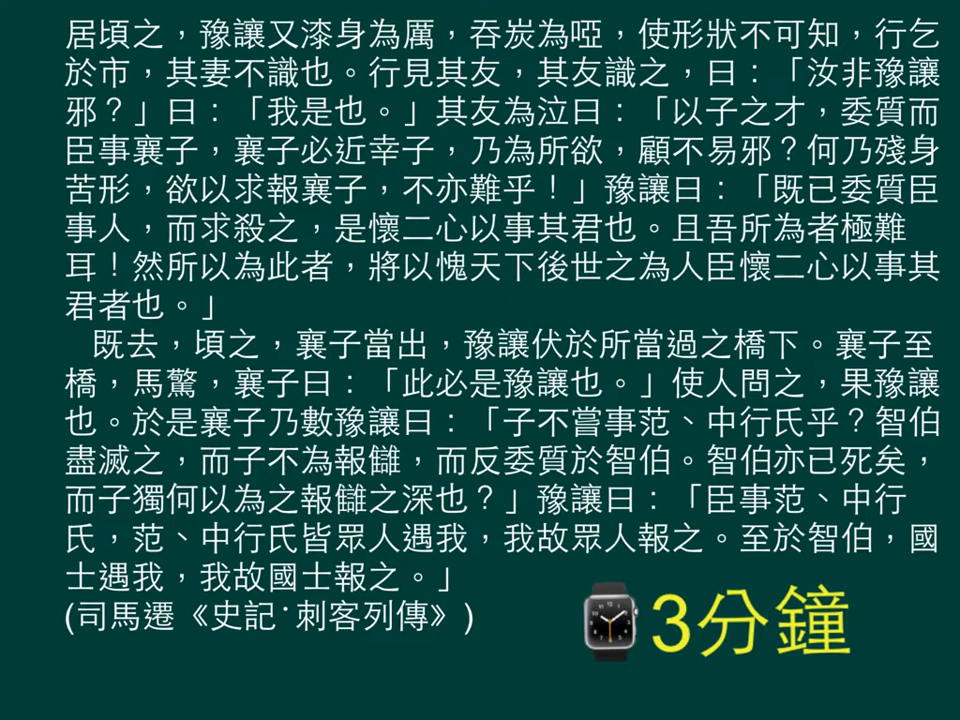 居頃之，豫讓又漆身為厲，吞炭為啞，使形狀不可知，行乞
於市，其妻不識也。行見其友，其友識之，曰：「汝非豫讓
邪？」曰：「我是也。」其友為泣曰：「以子之才，委質而
臣事襄子，襄子必近幸子，乃為所欲，顧不易邪？何乃殘身
苦形，欲以求報襄子，不亦難乎！」豫讓曰：「既已委質臣
事人，而求殺之，是懷二心以事其君也。且吾所為者極難
耳！然所以為此者，將以愧天下後世之為人臣懷二心以事其
君者也。」
既去，頃之，襄子當出，豫讓伏於所當過之橋下。襄子至
橋，馬驚，襄子曰：「此必是豫讓也。」使人問之，果豫讓
也。於是襄子乃數豫讓曰：「子不嘗事范、中行氏乎？智伯
盡滅之，而子不為報讎，而反委質於智伯。智伯亦已死矣，
而子獨何以為之報讎之深也？」豫讓曰：「臣事范、中行
氏，范、中行氏皆眾人遇我，我故眾人報之。至於智伯，國
士遇我，我故國士報之。」
(司馬遷《史記˙刺客列傳》)
3分鐘